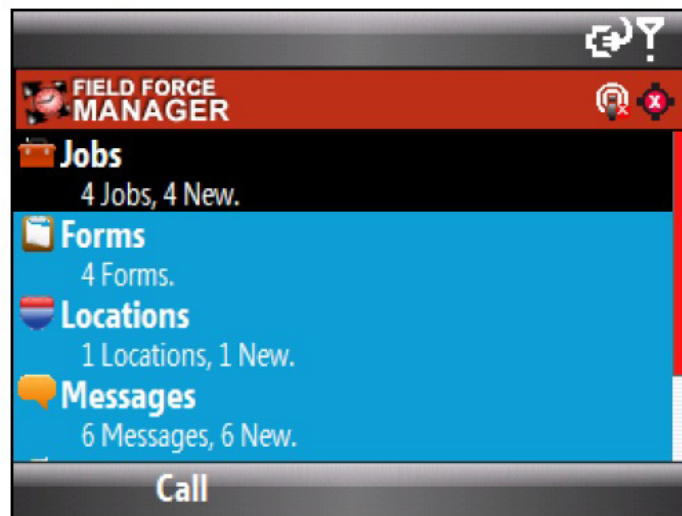 FIELD FORCE
MANAGER
Jobs
4 Jobs, 4 New.
Forms
4 Forms.
Locations
1 Locations, 1 New.
Messages
6 Messages, 6 New.
Call